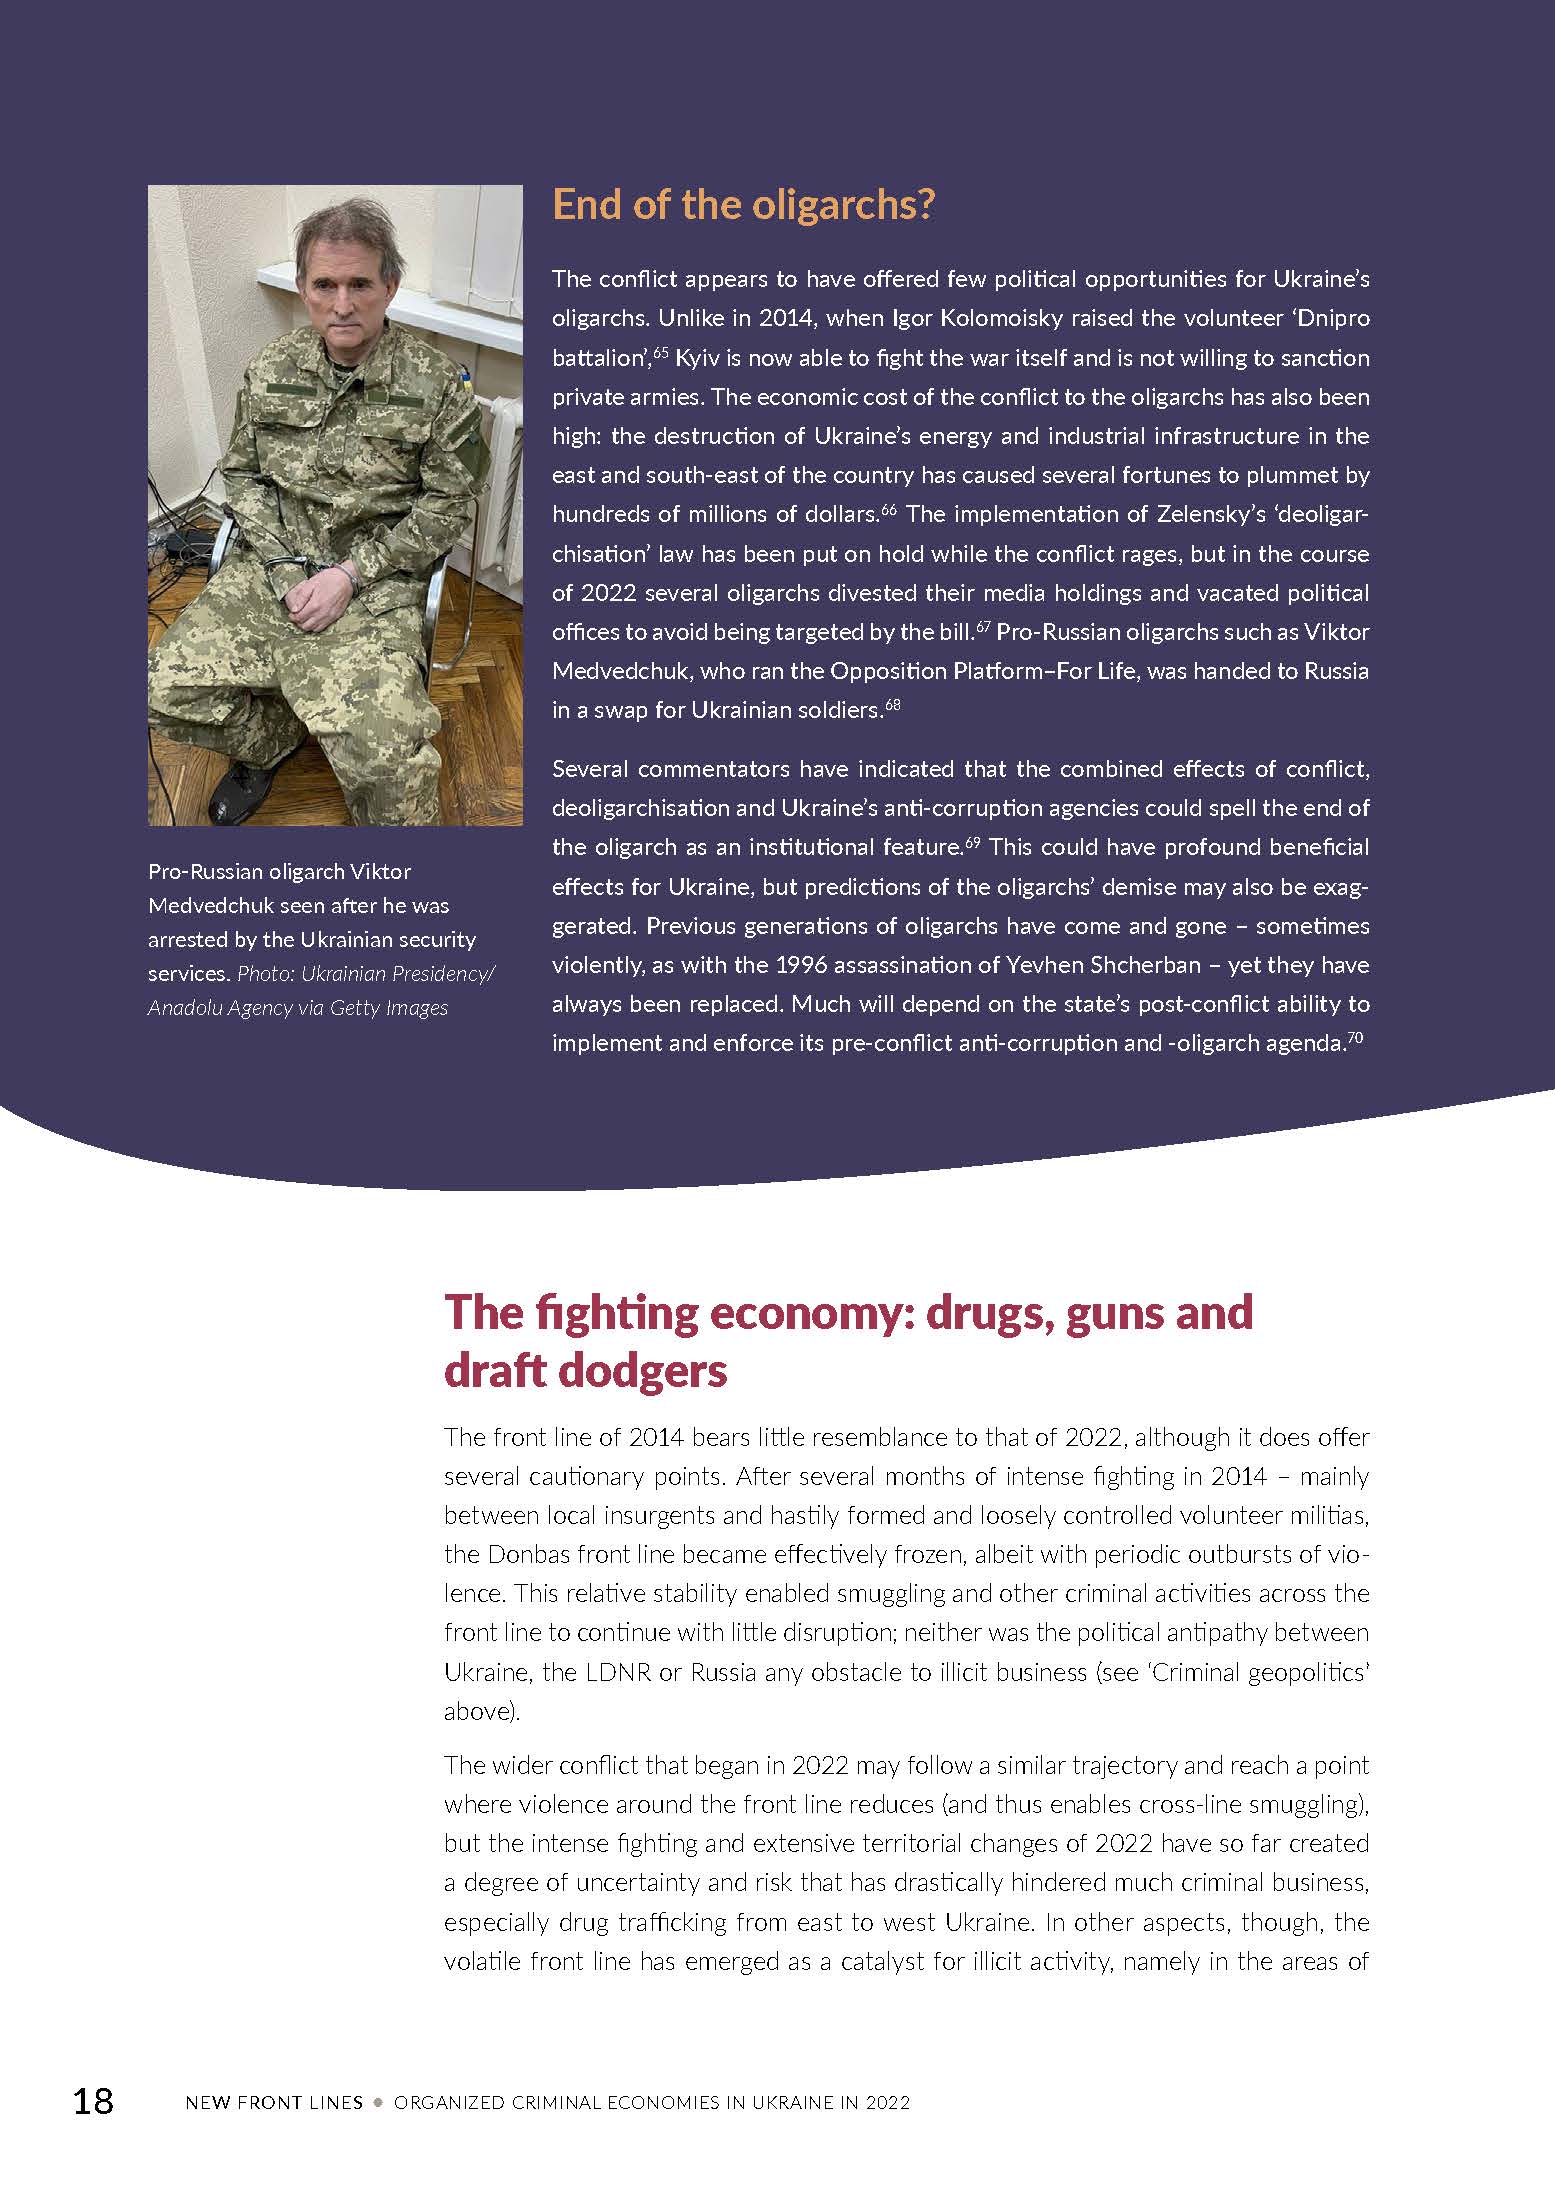 End of the oligarchs?
The conflict appears to have offered few political opportunities for Ukraine’s
oligarchs. Unlike in 2014, when Igor Kolomoisky raised the volunteer ‘Dnipro
battalion’,65 Kyiv is now able to fight the war itself and is not willing to sanction
private armies. The economic cost of the conflict to the oligarchs has also been
high: the destruction of Ukraine’s energy and industrial infrastructure in the
east and south-east of the country has caused several fortunes to plummet by
hundreds of millions of dollars.66 The implementation of Zelensky’s ‘deoligar-
chisation’ law has been put on hold while the conflict rages, but in the course
of 2022 several oligarchs divested their media holdings and vacated political
offices to avoid being targeted by the bill.67 Pro-Russian oligarchs such as Viktor
Medvedchuk, who ran the Opposition Platform–For Life, was handed to Russia
in a swap for Ukrainian soldiers.68
Several commentators have indicated that the combined effects of conflict,
deoligarchisation and Ukraine’s anti-corruption agencies could spell the end of
the oligarch as an institutional feature.69 This could have profound beneficial
effects for Ukraine, but predictions of the oligarchs’ demise may also be exag-
gerated. Previous generations of oligarchs have come and gone – sometimes
violently, as with the 1996 assassination of Yevhen Shcherban – yet they have
always been replaced. Much will depend on the state’s post-conflict ability to
implement and enforce its pre-conflict anti-corruption and -oligarch agenda.70
Pro-Russian oligarch Viktor
Medvedchuk seen after he was
arrested by the Ukrainian security
services. Photo: Ukrainian Presidency/
Anadolu Agency via Getty Images
The fighting economy: drugs, guns and
draft dodgers
The front line of 2014 bears little resemblance to that of 2022, although it does offer
several cautionary points. After several months of intense fighting in 2014 – mainly
between local insurgents and hastily formed and loosely controlled volunteer militias,
the Donbas front line became effectively frozen, albeit with periodic outbursts of vio-
lence. This relative stability enabled smuggling and other criminal activities across the
front line to continue with little disruption; neither was the political antipathy between
Ukraine, the LDNR or Russia any obstacle to illicit business (see ‘Criminal geopolitics’
above).
The wider conflict that began in 2022 may follow a similar trajectory and reach a point
where violence around the front line reduces (and thus enables cross-line smuggling),
but the intense fighting and extensive territorial changes of 2022 have so far created
a degree of uncertainty and risk that has drastically hindered much criminal business,
especially drug trafficking from east to west Ukraine. In other aspects, though, the
volatile front line has emerged as a catalyst for illicit activity, namely in the areas of
18 NEW FRONT LINES • ORGANIZED CRIMINAL ECONOMIES IN UKRAINE IN 2022